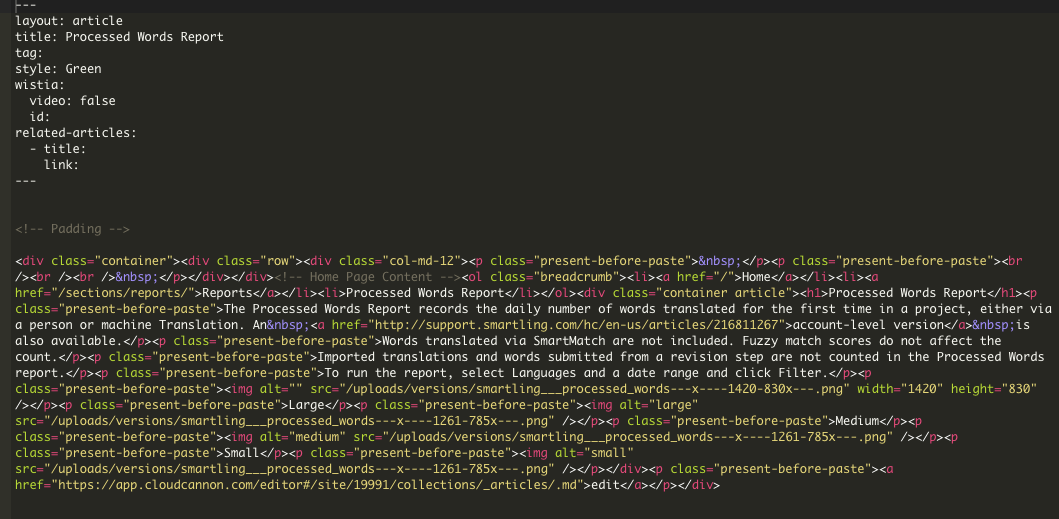 ---
layout: article
title: Processed Words Report
tag:
style: Green
wistia:
  video: false
  id:
related-articles:
  - title:
    link:
---
<!-- Padding -->
<div class="container"><div class="row"><div class="col-md-12"><p class="present-before-paste">&nbsp;</p><p class="present-before-paste"><br
/><br /><br />&nbsp;</p></div></div><!-- Home Page Content --><ol class="breadcrumb"><li><a href="/">Home</a></li><li><a
href="/sections/reports/">Reports</a></li><li>Processed Words Report</li></ol><div class="container article"><h1>Processed Words Report</h1><p
class="present-before-paste">The Processed Words Report records the daily number of words translated for the first time in a project, either via
a person or machine Translation. An&nbsp;<a href="http://support.smartling.com/hc/en-us/articles/216811267">account-level version</a>&nbsp;is
also available.</p><p class="present-before-paste">Words translated via SmartMatch are not included. Fuzzy match scores do not affect the
count.</p><p class="present-before-paste">Imported translations and words submitted from a revision step are not counted in the Processed Words
report.</p><p class="present-before-paste">To run the report, select Languages and a date range and click Filter.</p><p
class="present-before-paste"><img alt="" src="/uploads/versions/smartling___processed_words---x----1420-830x---.png" width="1420" height="830"
/></p><p class="present-before-paste">Large</p><p class="present-before-paste"><img alt="large"
src="/uploads/versions/smartling___processed_words---x----1261-785x---.png" /></p><p class="present-before-paste">Medium</p><p
class="present-before-paste"><img alt="medium" src="/uploads/versions/smartling___processed_words---x----1261-785x---.png" /></p><p
class="present-before-paste">Small</p><p class="present-before-paste"><img alt="small"
src="/uploads/versions/smartling___processed_words---x----1261-785x---.png" /></p></div><p class="present-before-paste"><a
href="https://app.cloudcannon.com/editor#/site/19991/collections/_articles/.md">edit</a></p></div>